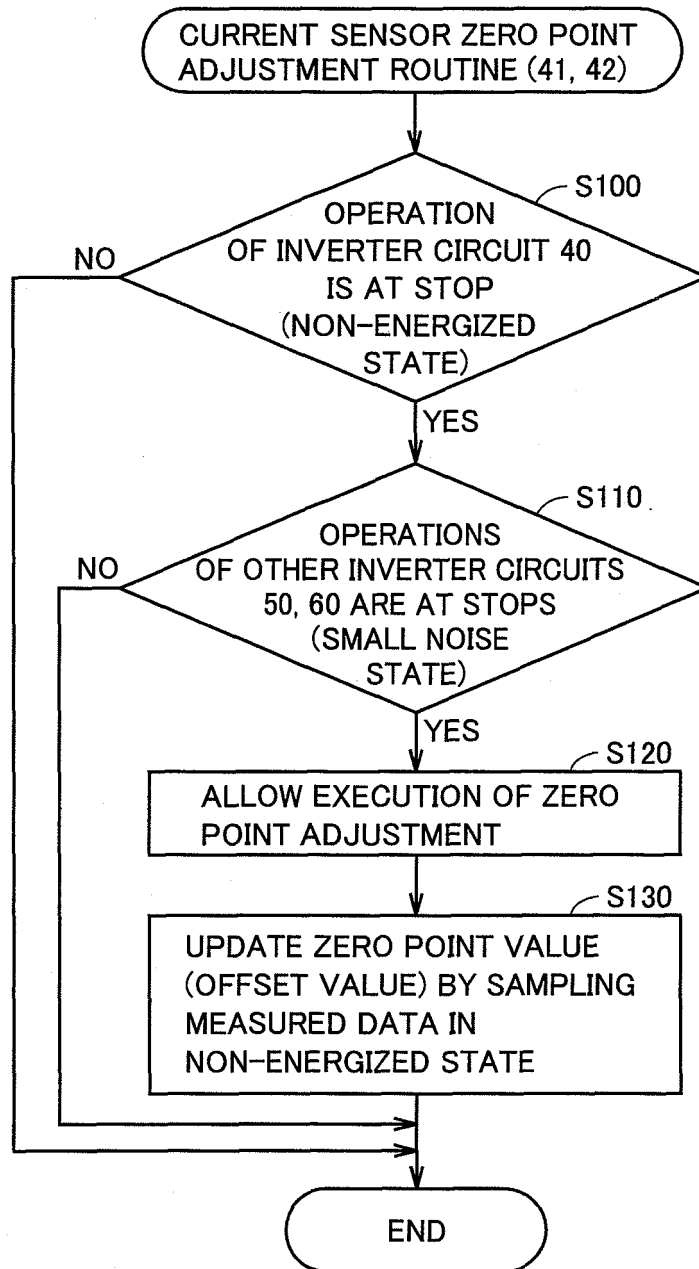 CURRENT SENSOR ZERO POINT
ADJUSTMENT ROUTINE (41, 42)
S100
OPERATION
OF INVERTER CIRCUIT 40
IS AT STOP
(NON-ENERGIZED
STATE)
NO
YES
S110
OPERATIONS
OF OTHER INVERTER CIRCUITS
50, 60 ARE AT STOPS
(SMALL NOISE
STATE)
NO
YES
S120
ALLOW EXECUTION OF ZERO
POINT ADJUSTMENT
S130
UPDATE ZERO POINT VALUE
(OFFSET VALUE) BY SAMPLING
MEASURED DATA IN
NON-ENERGIZED STATE
END